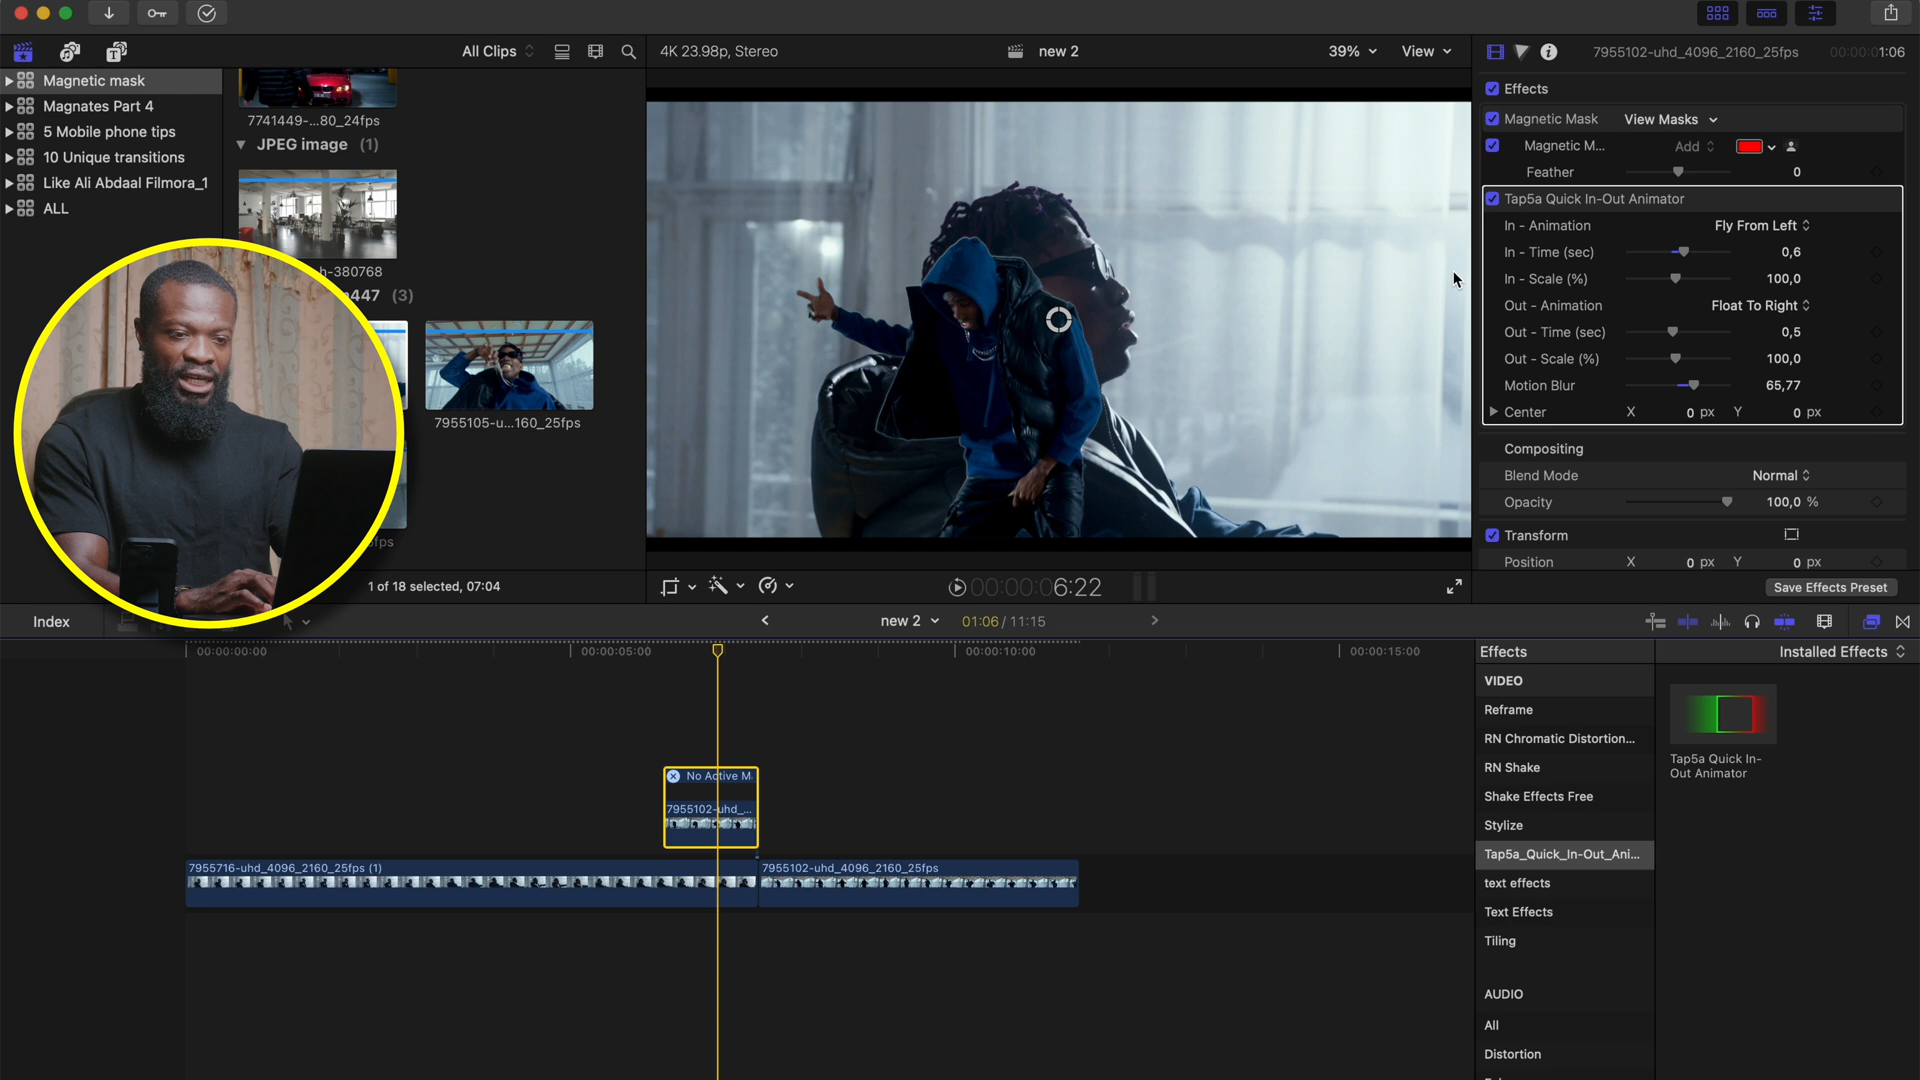 All Clips
4K 23.98p, Stereo
new 2
39%
View
7955102-uhd_4096_2160_25fps
00:00:01:06
Magnetic mask
Magnates Part 4
5 Mobile phone tips
10 Unique transitions
Like Ali Abdaal Filmora_1
ALL
7741449-...80_24fps
JPEG image (1)
h-380768
447 (3)
7955105-u...160_25fps
fps
1 of 18 selected, 07:04
00:00:06:22
Effects
Magnetic Mask
View Masks
Magnetic M...
Add
Feather
0
Tap5a Quick In-Out Animator
In - Animation
Fly From Left
In - Time (sec)
0,6
In - Scale (%)
100,0
Out - Animation
Float To Right
Out - Time (sec)
0,5
Out - Scale (%)
100,0
Motion Blur
65,77
Center
X 0 px Y 0 px
Compositing
Blend Mode
Normal
Opacity
100,0 %
Transform
Position
X 0 px Y 0 px
Save Effects Preset
Index
new 2
01:06 / 11:15
00:00:00:00
00:00:05:00
00:00:10:00
00:00:15:00
No Active M
7955102-uhd_...
7955716-uhd_4096_2160_25fps (1)
7955102-uhd_4096_2160_25fps
Effects
Installed Effects
VIDEO
Reframe
RN Chromatic Distortion...
RN Shake
Shake Effects Free
Stylize
Tap5a_Quick_In-Out_Ani...
text effects
Text Effects
Tiling
AUDIO
All
Distortion
Tap5a Quick In-
Out Animator